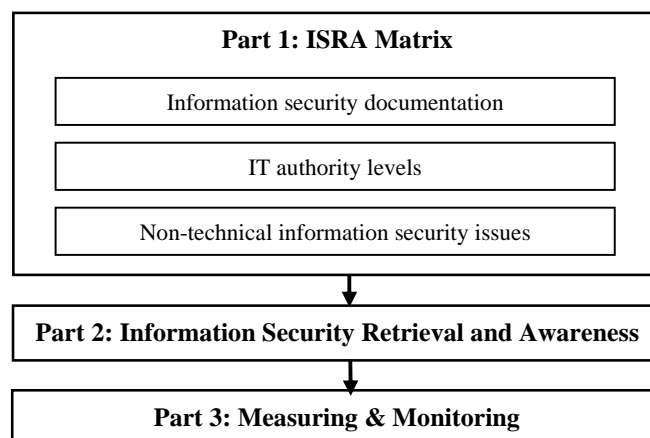 Part 1: ISRA Matrix
Information security documentation
IT authority levels
Non-technical information security issues
Part 2: Information Security Retrieval and Awareness
Part 3: Measuring & Monitoring